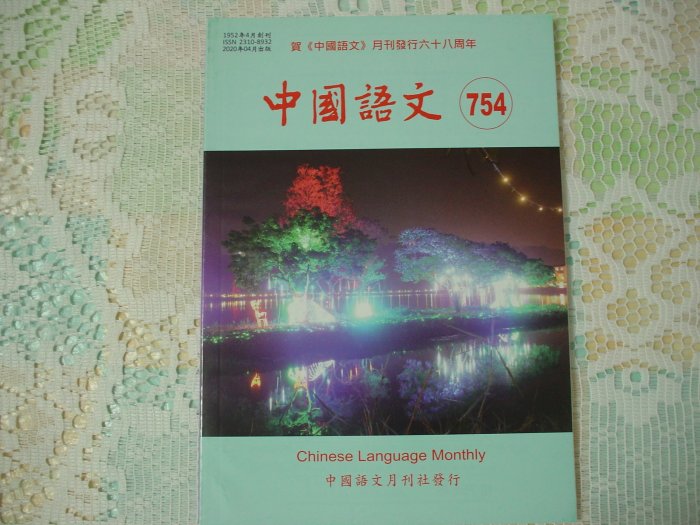 1952年4月創刊
ISSN 2310-8932
2020年04月出版
賀《中國語文》月刊發行六十八周年
中國語文 754
Chinese Language Monthly
中國語文月刊社發行